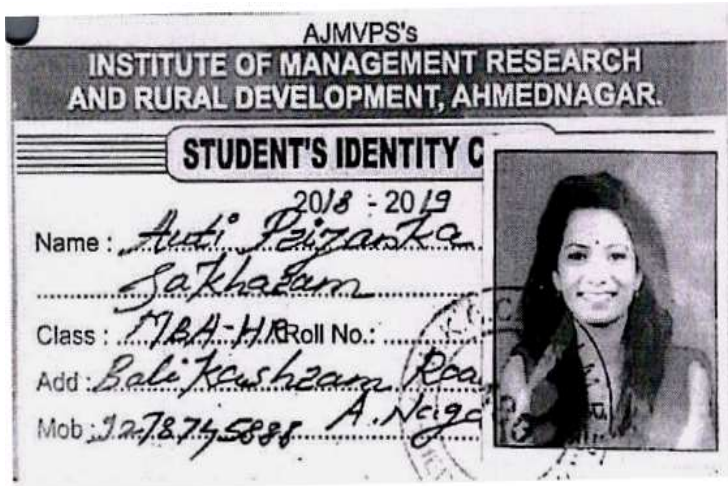 AJMVPS's
INSTITUTE OF MANAGEMENT RESEARCH
AND RURAL DEVELOPMENT, AHMEDNAGAR.
STUDENT'S IDENTITY C
2018 - 2019
Name : Auti Priyanka
Sakharam
Class : MBA-HR Roll No.:
Add : Balikashram Roa
A. Naga
Mob :